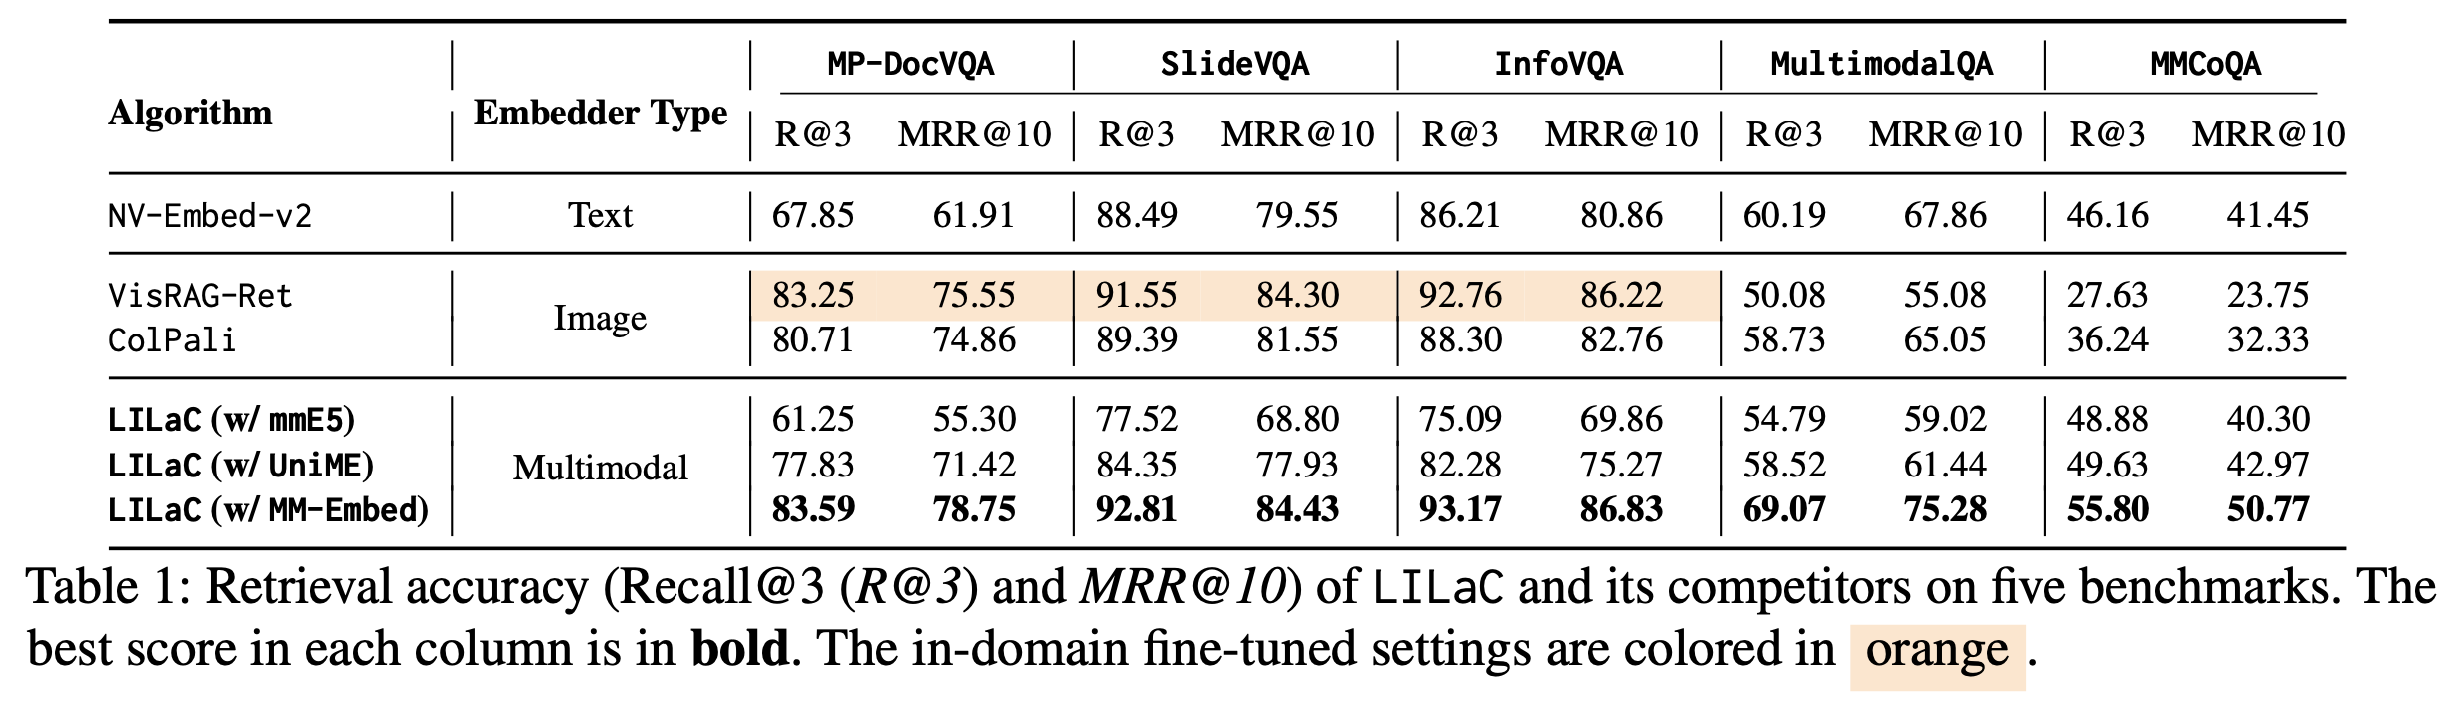 MP-DocVQA SlideVQA InfoVQA MultimodalQA MMCoQA
Algorithm Embedder Type
R@3 MRR@10 R@3 MRR@10 R@3 MRR@10 R@3 MRR@10 R@3 MRR@10
NV-Embed-v2 Text 67.85 61.91 88.49 79.55 86.21 80.86 60.19 67.86 46.16 41.45
VisRAG-Ret 83.25 75.55 91.55 84.30 92.76 86.22 50.08 55.08 27.63 23.75
Image
ColPali 80.71 74.86 89.39 81.55 88.30 82.76 58.73 65.05 36.24 32.33
LILaC (w/ mmE5) 61.25 55.30 77.52 68.80 75.09 69.86 54.79 59.02 48.88 40.30
LILaC (w/ UniME) Multimodal 77.83 71.42 84.35 77.93 82.28 75.27 58.52 61.44 49.63 42.97
LILaC (w/ MM-Embed) 83.59 78.75 92.81 84.43 93.17 86.83 69.07 75.28 55.80 50.77
Table 1: Retrieval accuracy (Recall@3 (R@3) and MRR@10) of LILaC and its competitors on five benchmarks. The
best score in each column is in bold. The in-domain fine-tuned settings are colored in orange .